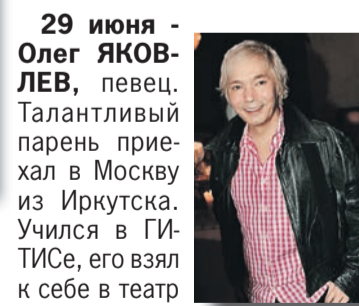 29 июня -
Олег ЯКОВ-
ЛЕВ, певец.
Талантливый
парень прие-
хал в Москву
из Иркутска.
Учился в ГИ-
ТИСе, его взял
к себе в театр